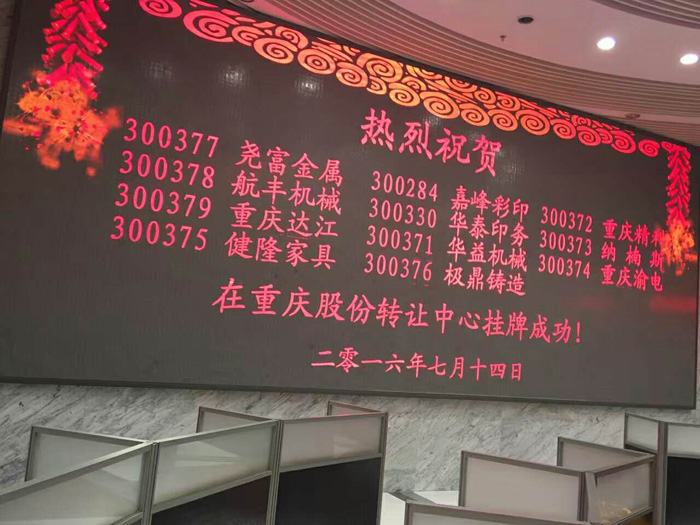 热烈祝贺
300377 尧富金属 300284 嘉峰彩印 300372 重庆精耕
300378 航丰机械 300330 华泰印务 300373 纳楠斯
300379 重庆达江 300371 华益机械 300374 重庆渝电
300375 健隆家具 300376 极鼎铸造
在重庆股份转让中心挂牌成功!
二零一六年七月十四日